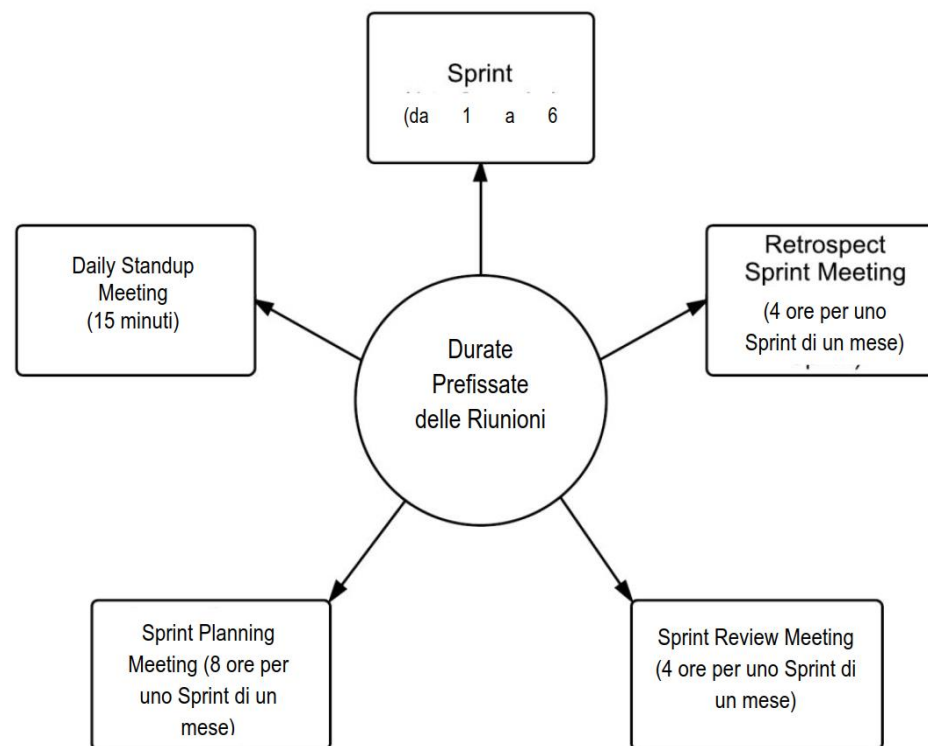 Sprint
(da 1 a 6
Daily Standup
Meeting
(15 minuti)
Retrospect
Sprint Meeting
(4 ore per uno
Sprint di un mese)
Durate
Prefissate
delle Riunioni
Sprint Planning
Meeting (8 ore per
uno Sprint di un
mese)
Sprint Review Meeting
(4 ore per uno Sprint di
un mese)